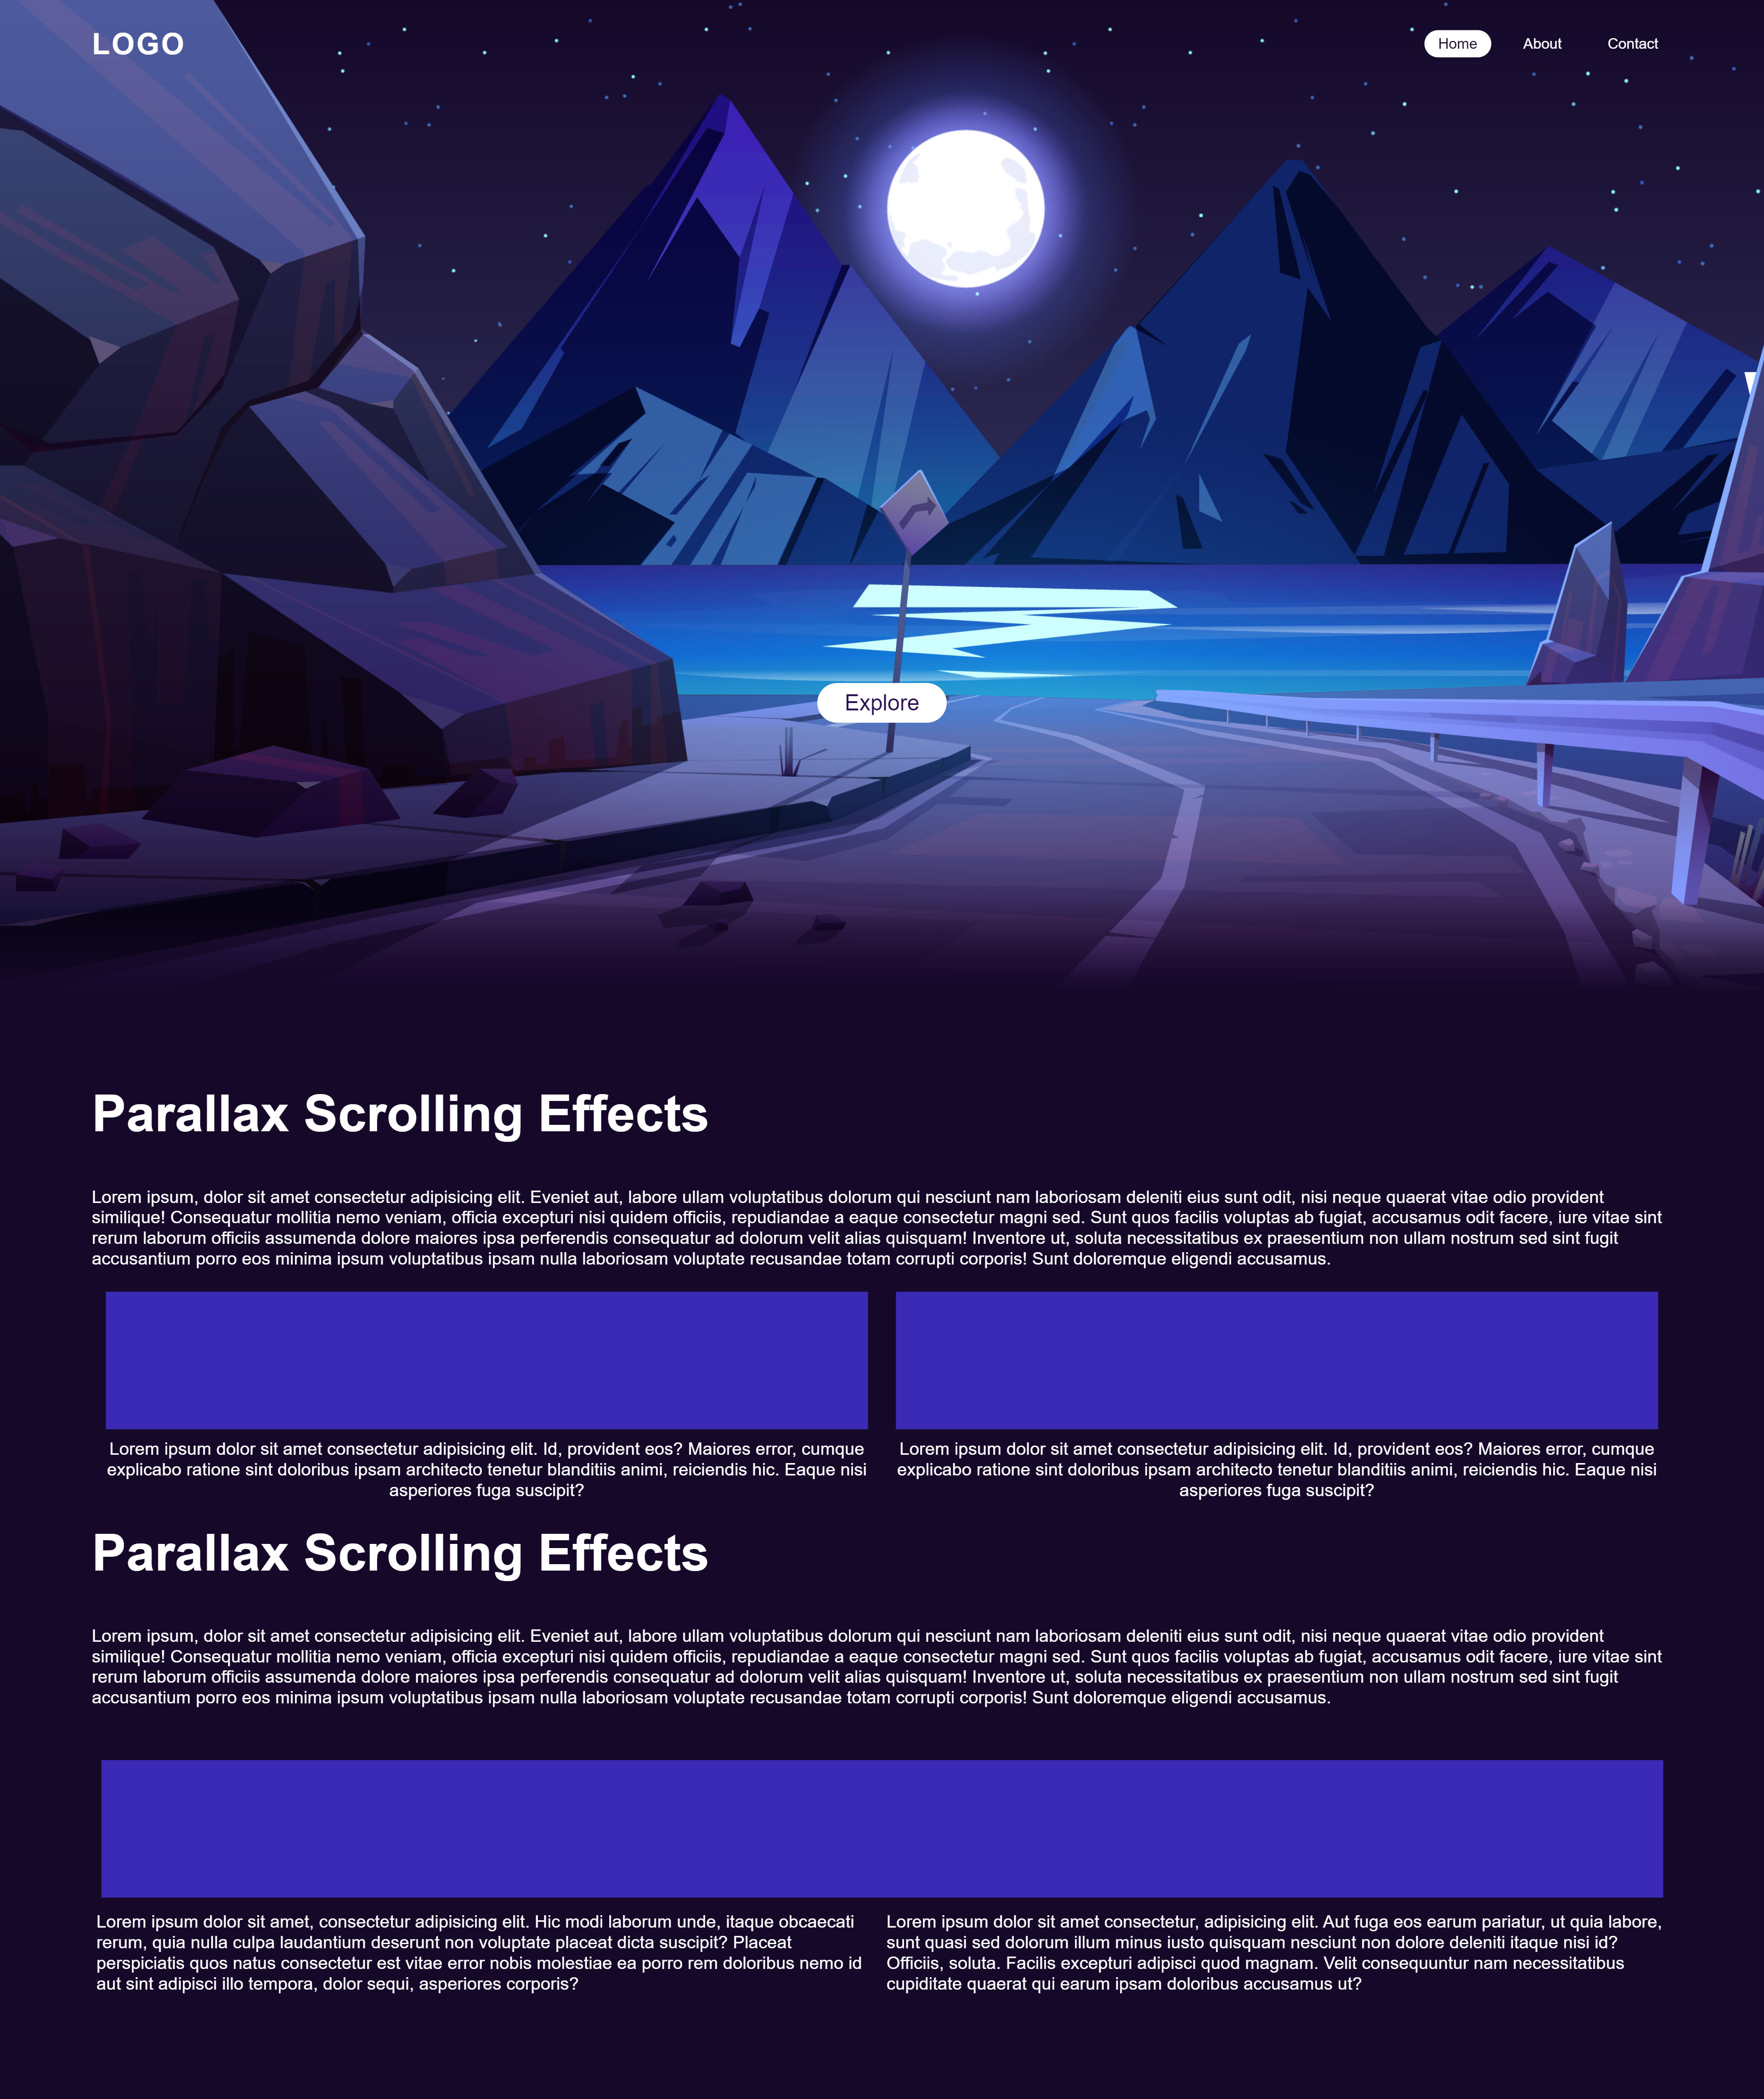 LOGO
Home About Contact
Explore
Parallax Scrolling Effects
Lorem ipsum, dolor sit amet consectetur adipisicing elit. Eveniet aut, labore ullam voluptatibus dolorum qui nesciunt nam laboriosam deleniti eius sunt odit, nisi neque quaerat vitae odio provident
similique! Consequatur mollitia nemo veniam, officia excepturi nisi quidem officiis, repudiandae a eaque consectetur magni sed. Sunt quos facilis voluptas ab fugiat, accusamus odit facere, iure vitae sint
rerum laborum officiis assumenda dolore maiores ipsa perferendis consequatur ad dolorum velit alias quisquam! Inventore ut, soluta necessitatibus ex praesentium non ullam nostrum sed sint fugit
accusantium porro eos minima ipsum voluptatibus ipsam nulla laboriosam voluptate recusandae totam corrupti corporis! Sunt doloremque eligendi accusamus.
Lorem ipsum dolor sit amet consectetur adipisicing elit. Id, provident eos? Maiores error, cumque
explicabo ratione sint doloribus ipsam architecto tenetur blanditiis animi, reiciendis hic. Eaque nisi
asperiores fuga suscipit?
Lorem ipsum dolor sit amet consectetur adipisicing elit. Id, provident eos? Maiores error, cumque
explicabo ratione sint doloribus ipsam architecto tenetur blanditiis animi, reiciendis hic. Eaque nisi
asperiores fuga suscipit?
Parallax Scrolling Effects
Lorem ipsum, dolor sit amet consectetur adipisicing elit. Eveniet aut, labore ullam voluptatibus dolorum qui nesciunt nam laboriosam deleniti eius sunt odit, nisi neque quaerat vitae odio provident
similique! Consequatur mollitia nemo veniam, officia excepturi nisi quidem officiis, repudiandae a eaque consectetur magni sed. Sunt quos facilis voluptas ab fugiat, accusamus odit facere, iure vitae sint
rerum laborum officiis assumenda dolore maiores ipsa perferendis consequatur ad dolorum velit alias quisquam! Inventore ut, soluta necessitatibus ex praesentium non ullam nostrum sed sint fugit
accusantium porro eos minima ipsum voluptatibus ipsam nulla laboriosam voluptate recusandae totam corrupti corporis! Sunt doloremque eligendi accusamus.
Lorem ipsum dolor sit amet, consectetur adipisicing elit. Hic modi laborum unde, itaque obcaecati
rerum, quia nulla culpa laudantium deserunt non voluptate placeat dicta suscipit? Placeat
perspiciatis quos natus consectetur est vitae error nobis molestiae ea porro rem doloribus nemo id
aut sint adipisci illo tempora, dolor sequi, asperiores corporis?
Lorem ipsum dolor sit amet consectetur, adipisicing elit. Aut fuga eos earum pariatur, ut quia labore,
sunt quasi sed dolorum illum minus iusto quisquam nesciunt non dolore deleniti itaque nisi id?
Officiis, soluta. Facilis excepturi adipisci quod magnam. Velit consequuntur nam necessitatibus
cupiditate quaerat qui earum ipsam doloribus accusamus ut?